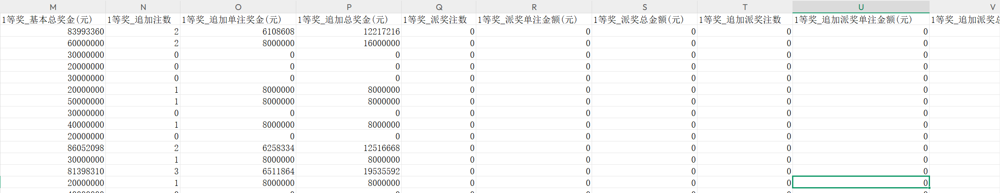 M N O P Q R S T U V
1等奖_基本总奖金(元) 1等奖_追加注数 1等奖_追加单注奖金(元) 1等奖_追加总奖金(元) 1等奖_派奖注数 1等奖_派奖单注金额(元) 1等奖_派奖总金额(元) 1等奖_追加派奖注数 1等奖_追加派奖单注金额(元) 1等奖_追加派奖总
83993360 2 6108608 12217216 0 0 0 0 0
60000000 2 8000000 16000000 0 0 0 0 0
30000000 0 0 0 0 0 0 0 0
20000000 0 0 0 0 0 0 0 0
30000000 0 0 0 0 0 0 0 0
20000000 1 8000000 8000000 0 0 0 0 0
50000000 1 8000000 8000000 0 0 0 0 0
30000000 0 0 0 0 0 0 0 0
40000000 1 8000000 8000000 0 0 0 0 0
20000000 0 0 0 0 0 0 0 0
86052098 2 6258334 12516668 0 0 0 0 0
30000000 1 8000000 8000000 0 0 0 0 0
81398310 3 6511864 19535592 0 0 0 0 0
20000000 1 8000000 8000000 0 0 0 0 0